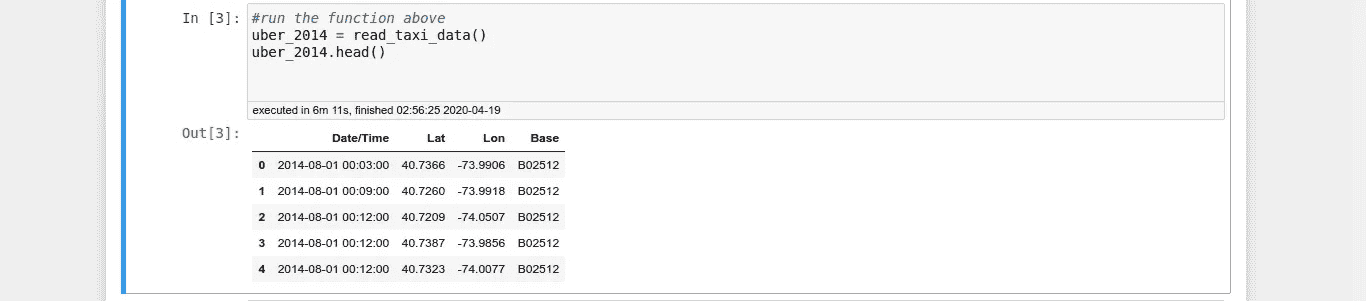 In [3]: #run the function above
uber_2014 = read_taxi_data()
uber_2014.head()
executed in 6m 11s, finished 02:56:25 2020-04-19
Out[3]:
Date/Time Lat Lon Base
0 2014-08-01 00:03:00 40.7366 -73.9906 B02512
1 2014-08-01 00:09:00 40.7260 -73.9918 B02512
2 2014-08-01 00:12:00 40.7209 -74.0507 B02512
3 2014-08-01 00:12:00 40.7387 -73.9856 B02512
4 2014-08-01 00:12:00 40.7323 -74.0077 B02512